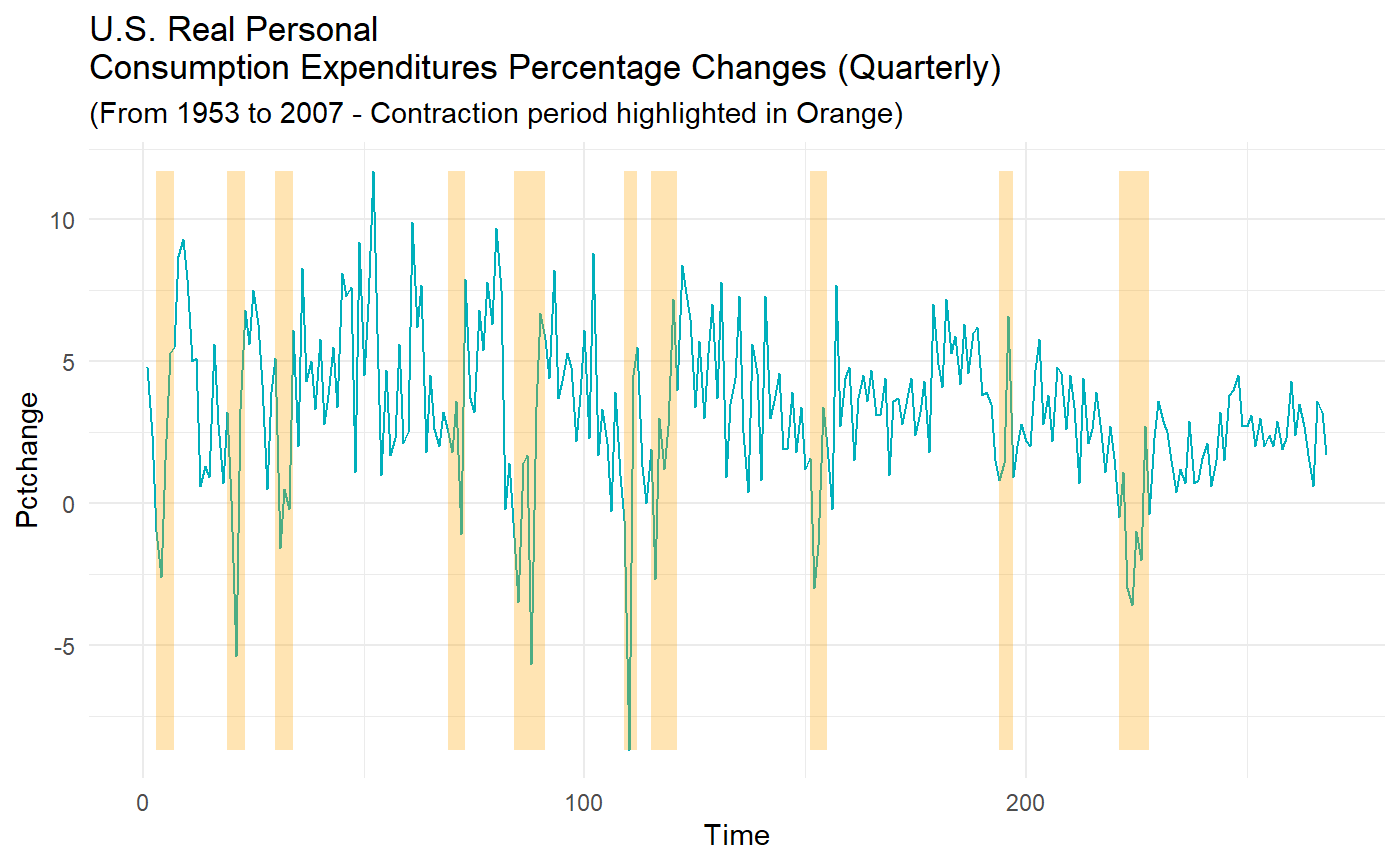 U.S. Real Personal
Consumption Expenditures Percentage Changes (Quarterly)
(From 1953 to 2007 - Contraction period highlighted in Orange)
Pctchange
10
5
0
-5
0
100
200
Time